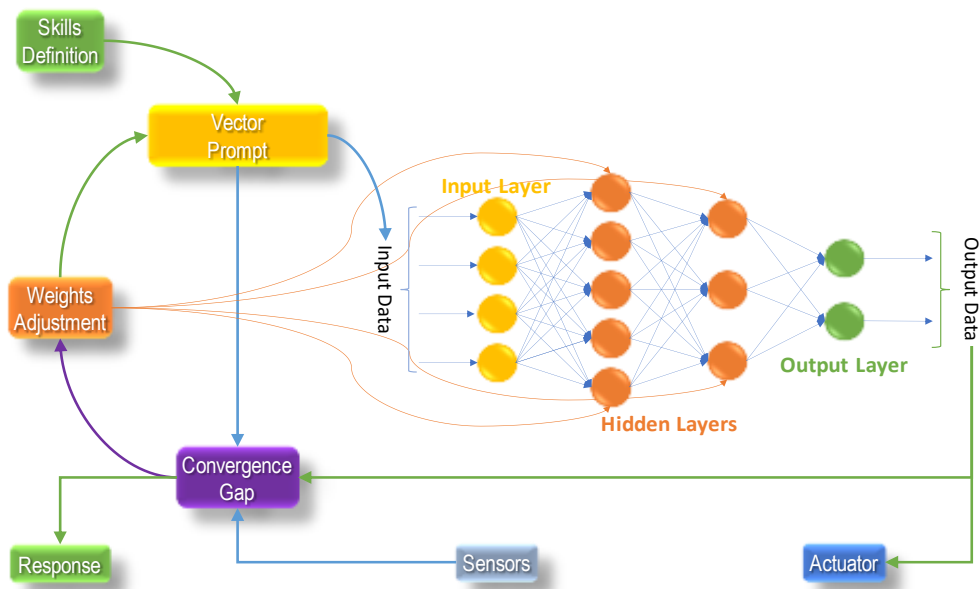 Skills
Definition
Vector
Prompt
Input Layer
Input Data
Output Data
Weights
Adjustment
Output Layer
Hidden Layers
Convergence
Gap
Response
Sensors
Actuator